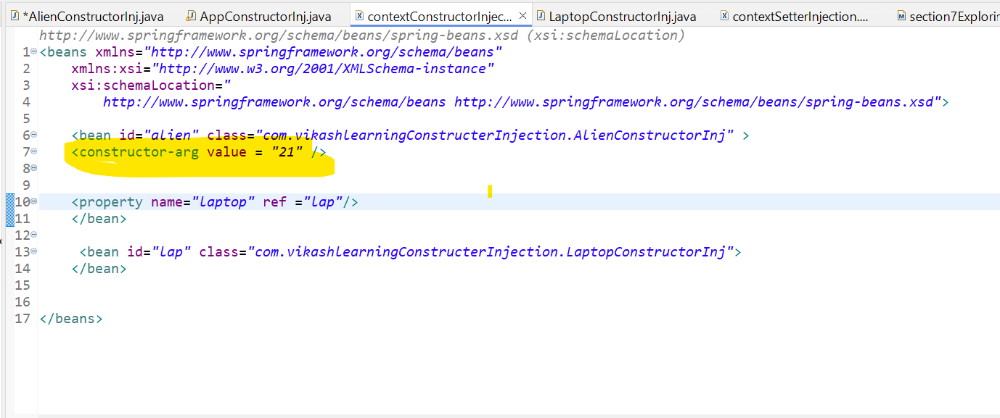 *AlienConstructorInj.java AppConstructorInj.java contextConstructorInjec... LaptopConstructorInj.java contextSetterInjection.... section7Explorin
http://www.springframework.org/schema/beans/spring-beans.xsd (xsi:schemaLocation)
1 <beans xmlns="http://www.springframework.org/schema/beans"
2 xmlns:xsi="http://www.w3.org/2001/XMLSchema-instance"
3 xsi:schemaLocation="
4 http://www.springframework.org/schema/beans http://www.springframework.org/schema/beans/spring-beans.xsd">
5
6 <bean id="alien" class="com.vikashlearningConstructerInjection.AlienConstructorInj" >
7 <constructor-arg value = "21" />
8
9
10 <property name="laptop" ref ="lap"/>
11 </bean>
12
13 <bean id="lap" class="com.vikashlearningConstructerInjection.LaptopConstructorInj">
14 </bean>
15
16
17 </beans>